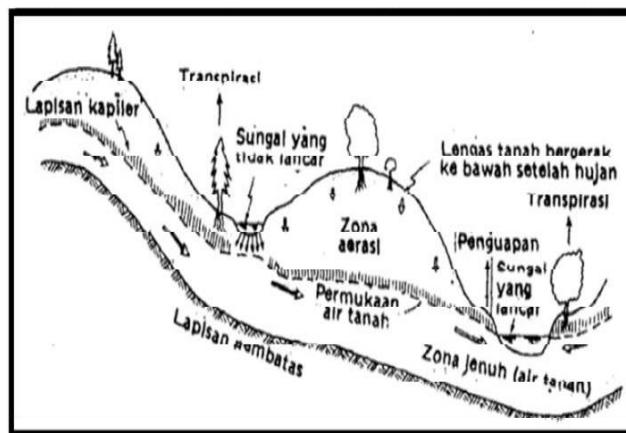 Transpirasi
Lapisan kapiler
Sungai yang
tidak lancar
Lengas tanah bergerak
ke bawah setelah hujan
Transpirasi
Zona
aerasi
Penguapan
Sungai
yang
lancar
Permukaan
air tanah
Lapisan pembatas
Zona jenuh (air tanah)